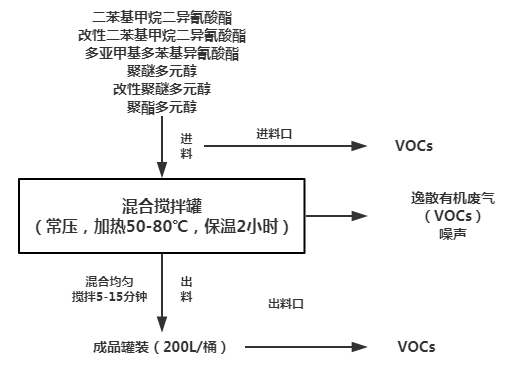 二苯基甲烷二异氰酸酯
改性二苯基甲烷二异氰酸酯
多亚甲基多苯基异氰酸酯
聚醚多元醇
改性聚醚多元醇
聚酯多元醇
进料
进料口
VOCs
混合搅拌罐
（常压，加热50-80℃，保温2小时）
逸散有机废气
（VOCs）
噪声
混合均匀
搅拌5-15分钟
出料
出料口
成品罐装（200L/桶）
VOCs